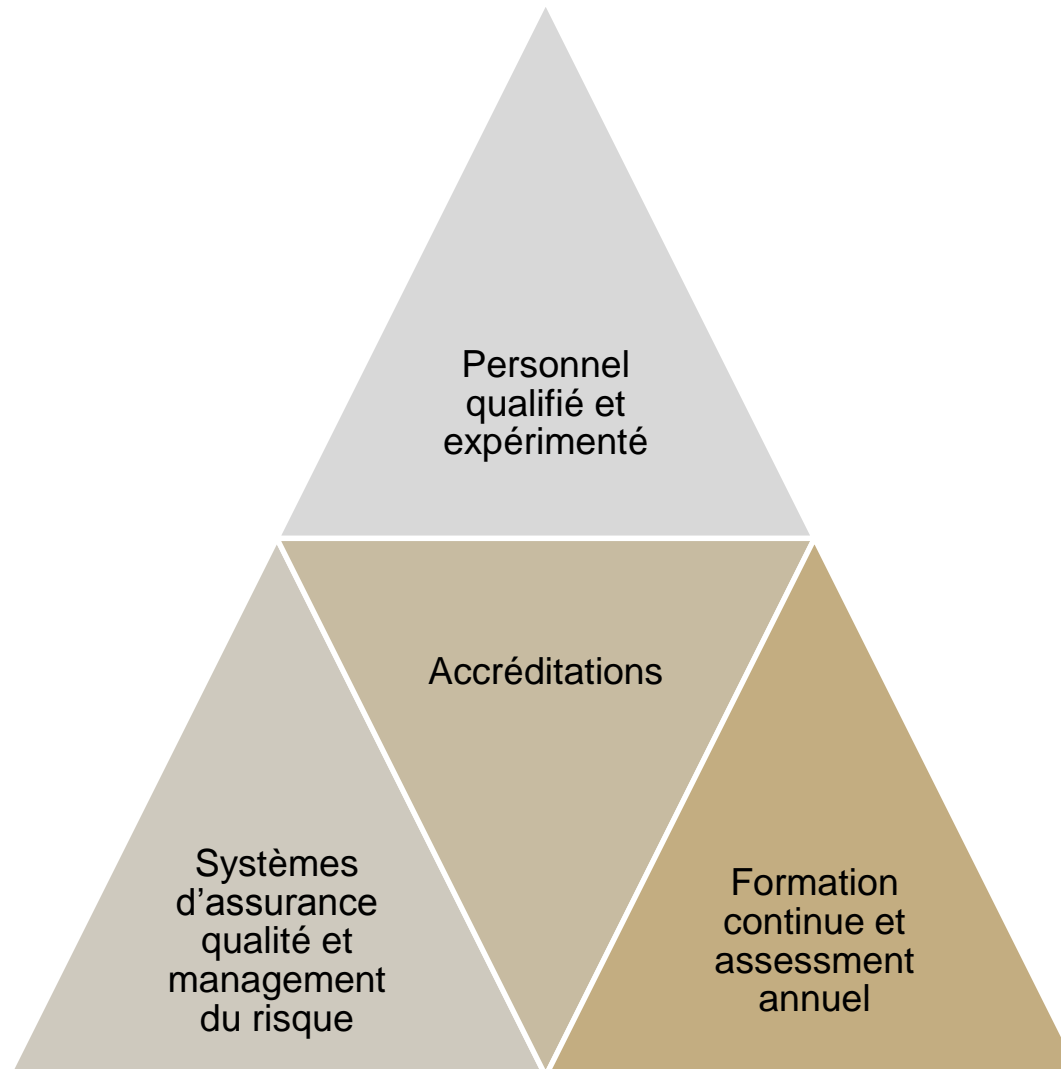 Personnel
qualifié et
expérimenté
Accréditations
Systèmes
d’assurance
qualité et
management
du risque
Formation
continue et
assessment
annuel